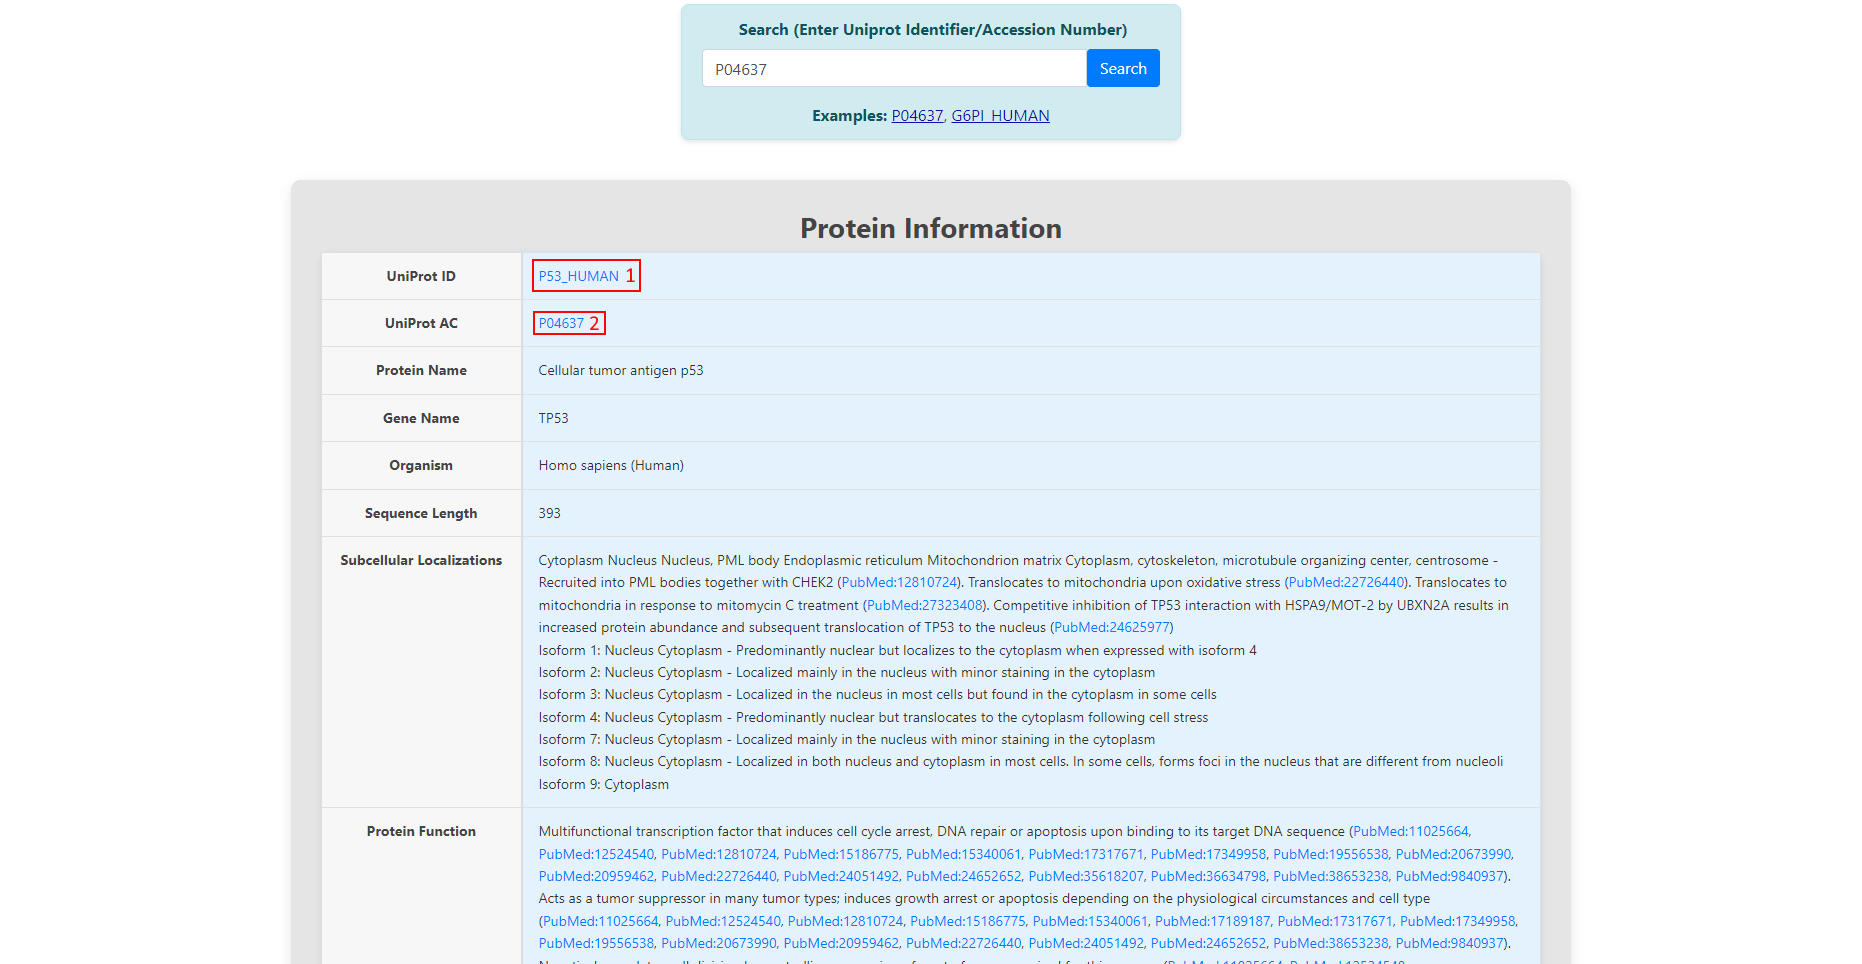 Search (Enter Uniprot Identifier/Accession Number)
P04637
Search
Examples: P04637, G6PI_HUMAN
Protein Information
UniProt ID
P53_HUMAN 1
UniProt AC
P04637 2
Protein Name
Cellular tumor antigen p53
Gene Name
TP53
Organism
Homo sapiens (Human)
Sequence Length
393
Subcellular Localizations
Cytoplasm Nucleus Nucleus, PML body Endoplasmic reticulum Mitochondrion matrix Cytoplasm, cytoskeleton, microtubule organizing center, centrosome -
Recruited into PML bodies together with CHEK2 (PubMed:12810724). Translocates to mitochondria upon oxidative stress (PubMed:22726440). Translocates to
mitochondria in response to mitomycin C treatment (PubMed:27323408). Competitive inhibition of TP53 interaction with HSPA9/MOT-2 by UBXN2A results in
increased protein abundance and subsequent translocation of TP53 to the nucleus (PubMed:24625977)
Isoform 1: Nucleus Cytoplasm - Predominantly nuclear but localizes to the cytoplasm when expressed with isoform 4
Isoform 2: Nucleus Cytoplasm - Localized mainly in the nucleus with minor staining in the cytoplasm
Isoform 3: Nucleus Cytoplasm - Localized in the nucleus in most cells but found in the cytoplasm in some cells
Isoform 4: Nucleus Cytoplasm - Predominantly nuclear but translocates to the cytoplasm following cell stress
Isoform 7: Nucleus Cytoplasm - Localized mainly in the nucleus with minor staining in the cytoplasm
Isoform 8: Nucleus Cytoplasm - Localized in both nucleus and cytoplasm in most cells. In some cells, forms foci in the nucleus that are different from nucleoli
Isoform 9: Cytoplasm
Protein Function
Multifunctional transcription factor that induces cell cycle arrest, DNA repair or apoptosis upon binding to its target DNA sequence (PubMed:11025664,
PubMed:12524540, PubMed:12810724, PubMed:15186775, PubMed:15340061, PubMed:17317671, PubMed:17349958, PubMed:19556538, PubMed:20673990,
PubMed:20959462, PubMed:22726440, PubMed:24051492, PubMed:24652652, PubMed:35618207, PubMed:36634798, PubMed:38653238, PubMed:9840937).
Acts as a tumor suppressor in many tumor types; induces growth arrest or apoptosis depending on the physiological circumstances and cell type
(PubMed:11025664, PubMed:12524540, PubMed:12810724, PubMed:15186775, PubMed:15340061, PubMed:17189187, PubMed:17317671, PubMed:17349958,
PubMed:19556538, PubMed:20673990, PubMed:20959462, PubMed:22726440, PubMed:24051492, PubMed:24652652, PubMed:38653238, PubMed:9840937).